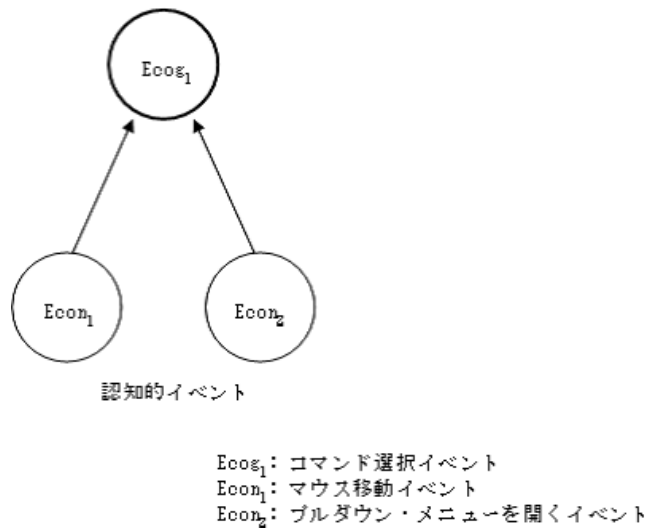 Ecog₁
Econ₁ Econ₂
認知的イベント
Ecog₁: コマンド選択イベント
Econ₁: マウス移動イベント
Econ₂: プルダウン・メニューを開くイベント